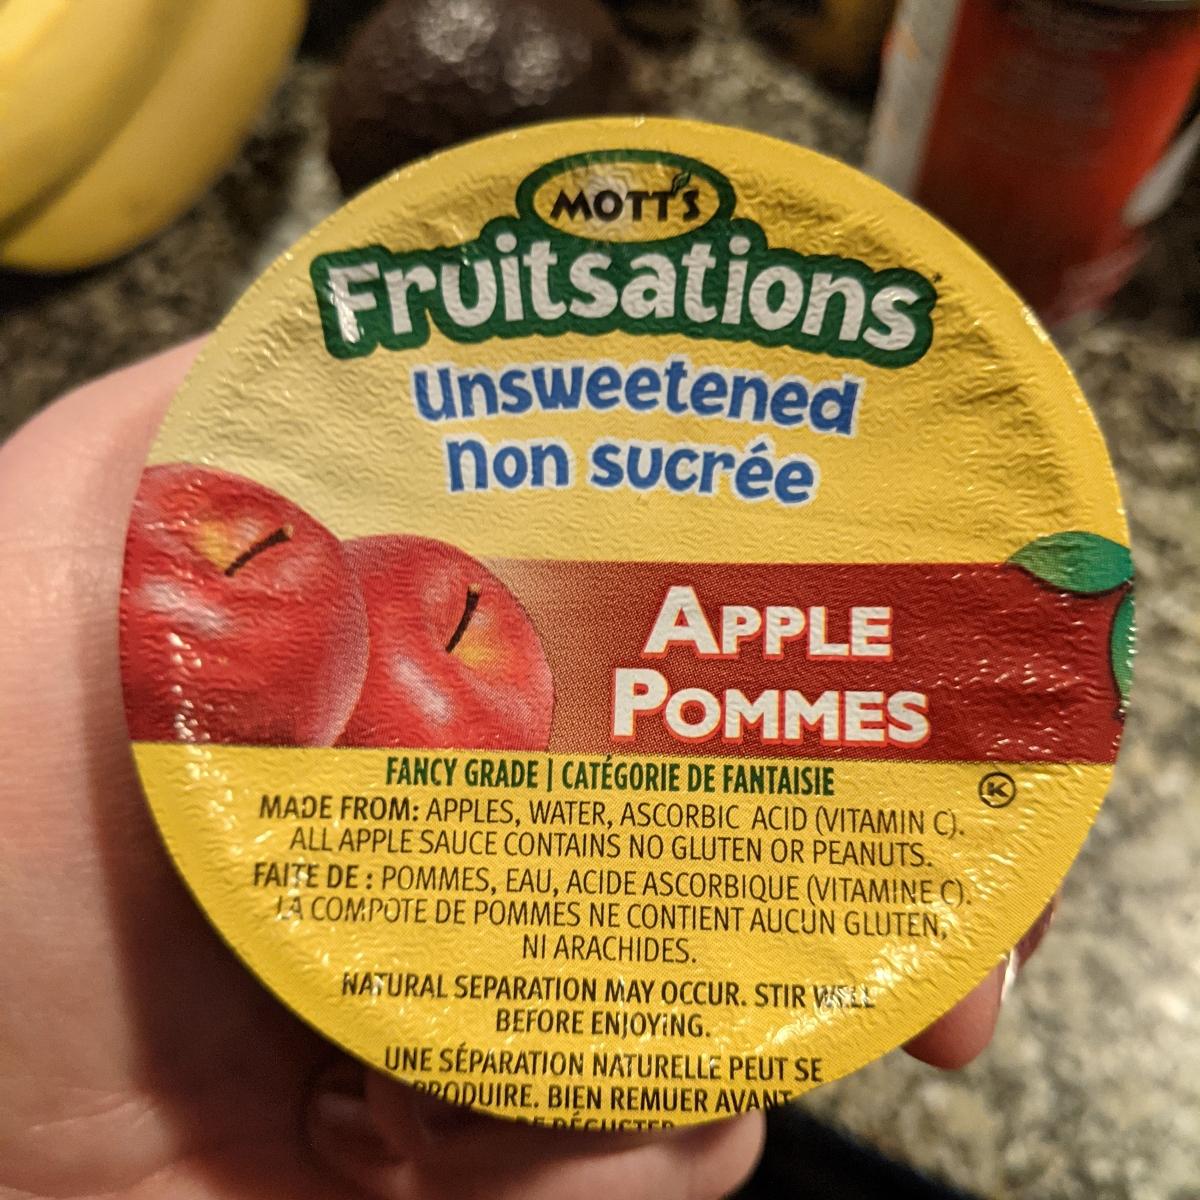 MOTT'S
Fruitsations
unsweetened
non sucrée
APPLE
POMMES
FANCY GRADE | CATÉGORIE DE FANTAISIE
K
MADE FROM: APPLES, WATER, ASCORBIC ACID (VITAMIN C).
ALL APPLE SAUCE CONTAINS NO GLUTEN OR PEANUTS.
FAITE DE : POMMES, EAU, ACIDE ASCORBIQUE (VITAMINE C).
LA COMPOTE DE POMMES NE CONTIENT AUCUN GLUTEN,
NI ARACHIDES.
NATURAL SEPARATION MAY OCCUR. STIR WELL
BEFORE ENJOYING.
UNE SÉPARATION NATURELLE PEUT SE
PRODUIRE. BIEN REMUER AVANT
DE DÉGUSTER